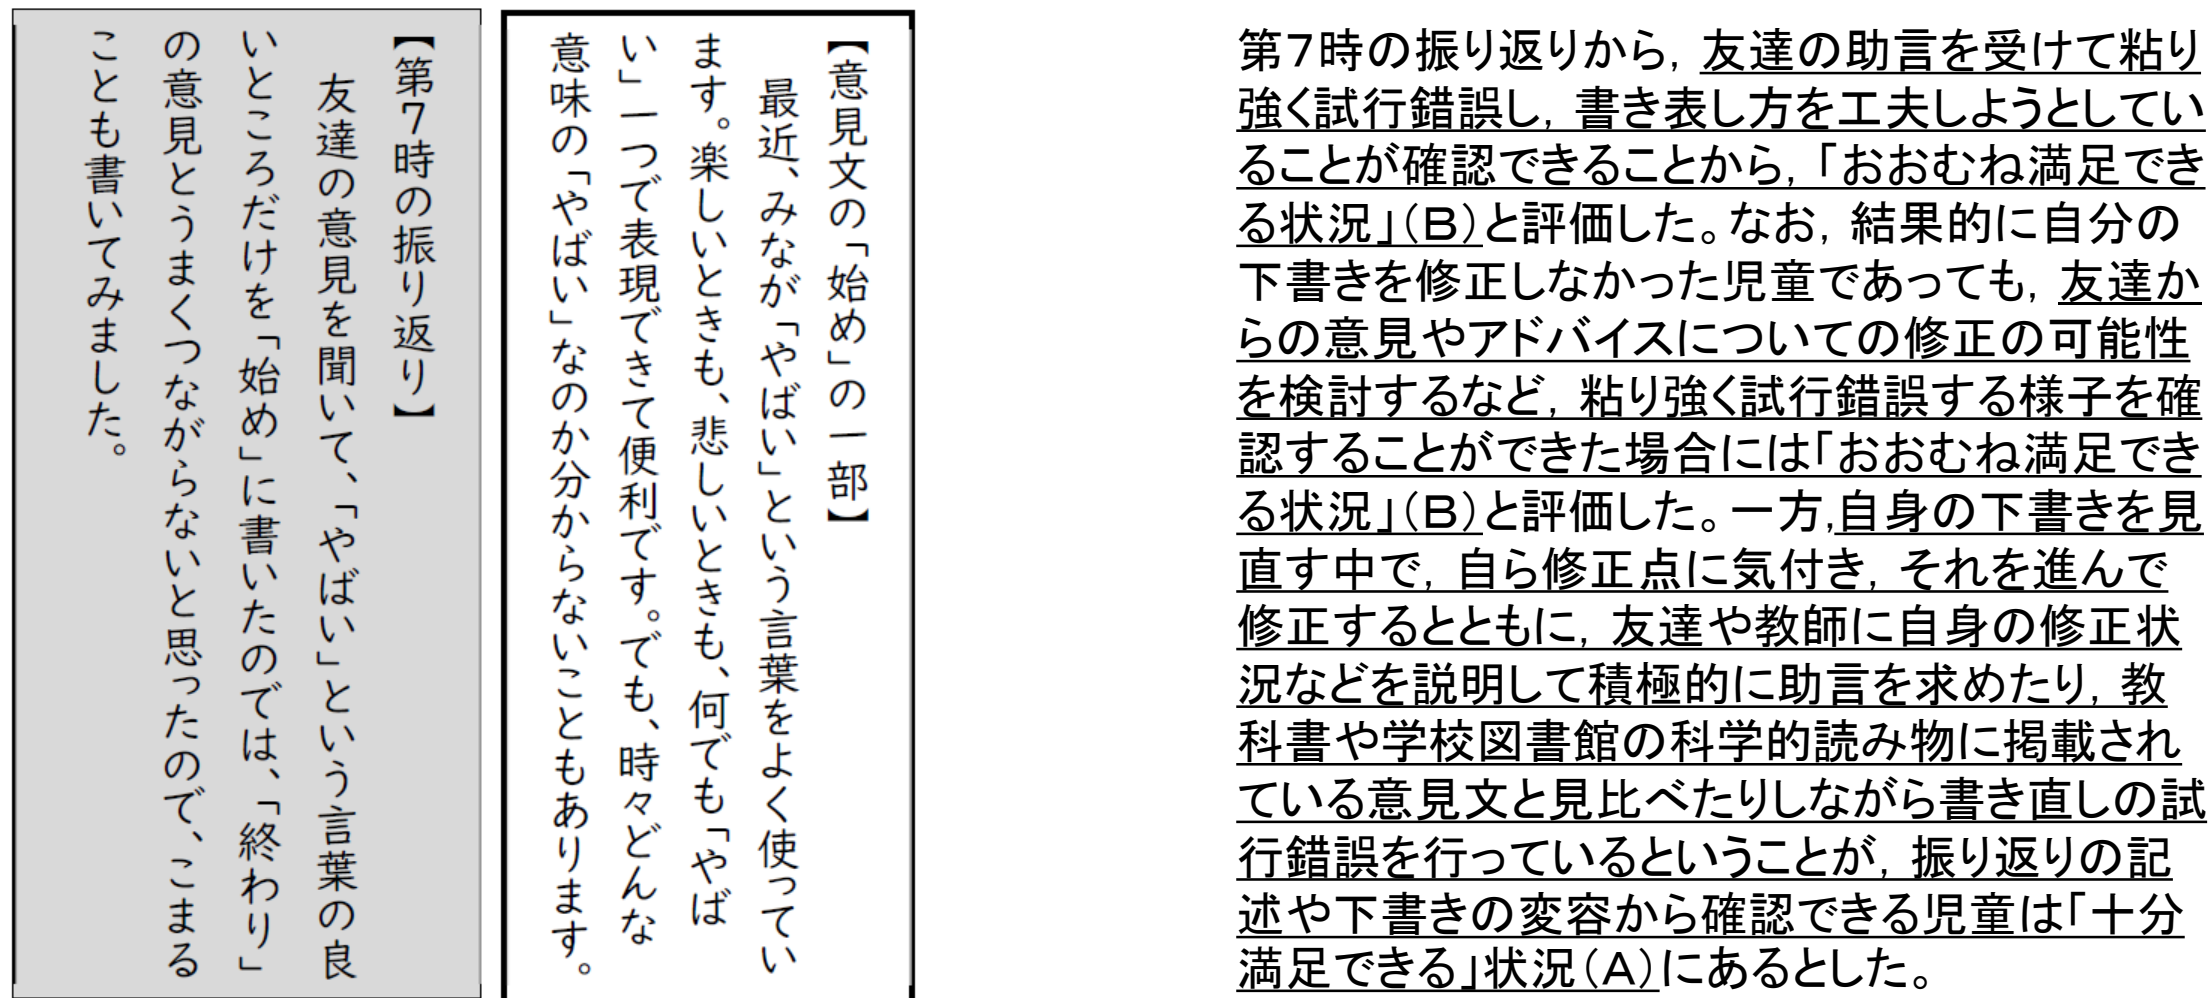 【意見文の「始め」の一部】
最近、みなが「やばい」という言葉をよく使ってい
ます。楽しいときも、悲しいときも、何でも「やば
い」一つで表現できて便利です。でも、時々どんな
意味の「やばい」なのか分からないこともあります。
【第７時の振り返り】
友達の意見を聞いて、「やばい」という言葉の良
いところだけを「始め」に書いたのでは、「終わり」
の意見とうまくつながらないと思ったので、こまる
ことも書いてみました。
第７時の振り返りから，友達の助言を受けて粘り
強く試行錯誤し，書き表し方を工夫しようとしてい
ることが確認できることから，「おおむね満足でき
る状況」（Ｂ）と評価した。なお，結果的に自分の
下書きを修正しなかった児童であっても，友達か
らの意見やアドバイスについての修正の可能性
を検討するなど，粘り強く試行錯誤する様子を確
認することができた場合には「おおむね満足でき
る状況」（Ｂ）と評価した。一方，自身の下書きを見
直す中で，自ら修正点に気付き，それを進んで
修正するとともに，友達や教師に自身の修正状
況などを説明して積極的に助言を求めたり，教
科書や学校図書館の科学的読み物に掲載され
ている意見文と見比べたりしながら書き直しの試
行錯誤を行っているということが，振り返りの記
述や下書きの変容から確認できる児童は「十分
満足できる」状況（Ａ）にあるとした。